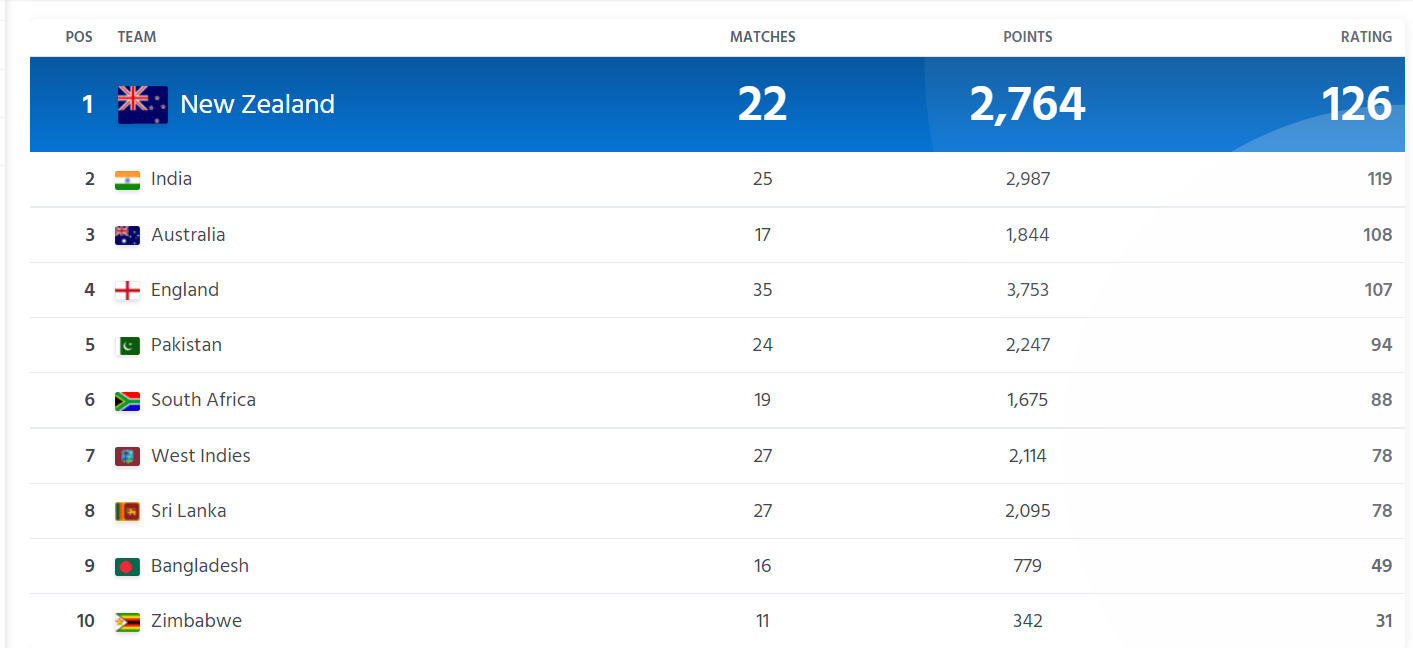 POS TEAM MATCHES POINTS RATING
1 New Zealand 22 2,764 126
2 India 25 2,987 119
3 Australia 17 1,844 108
4 England 35 3,753 107
5 Pakistan 24 2,247 94
6 South Africa 19 1,675 88
7 West Indies 27 2,114 78
8 Sri Lanka 27 2,095 78
9 Bangladesh 16 779 49
10 Zimbabwe 11 342 31